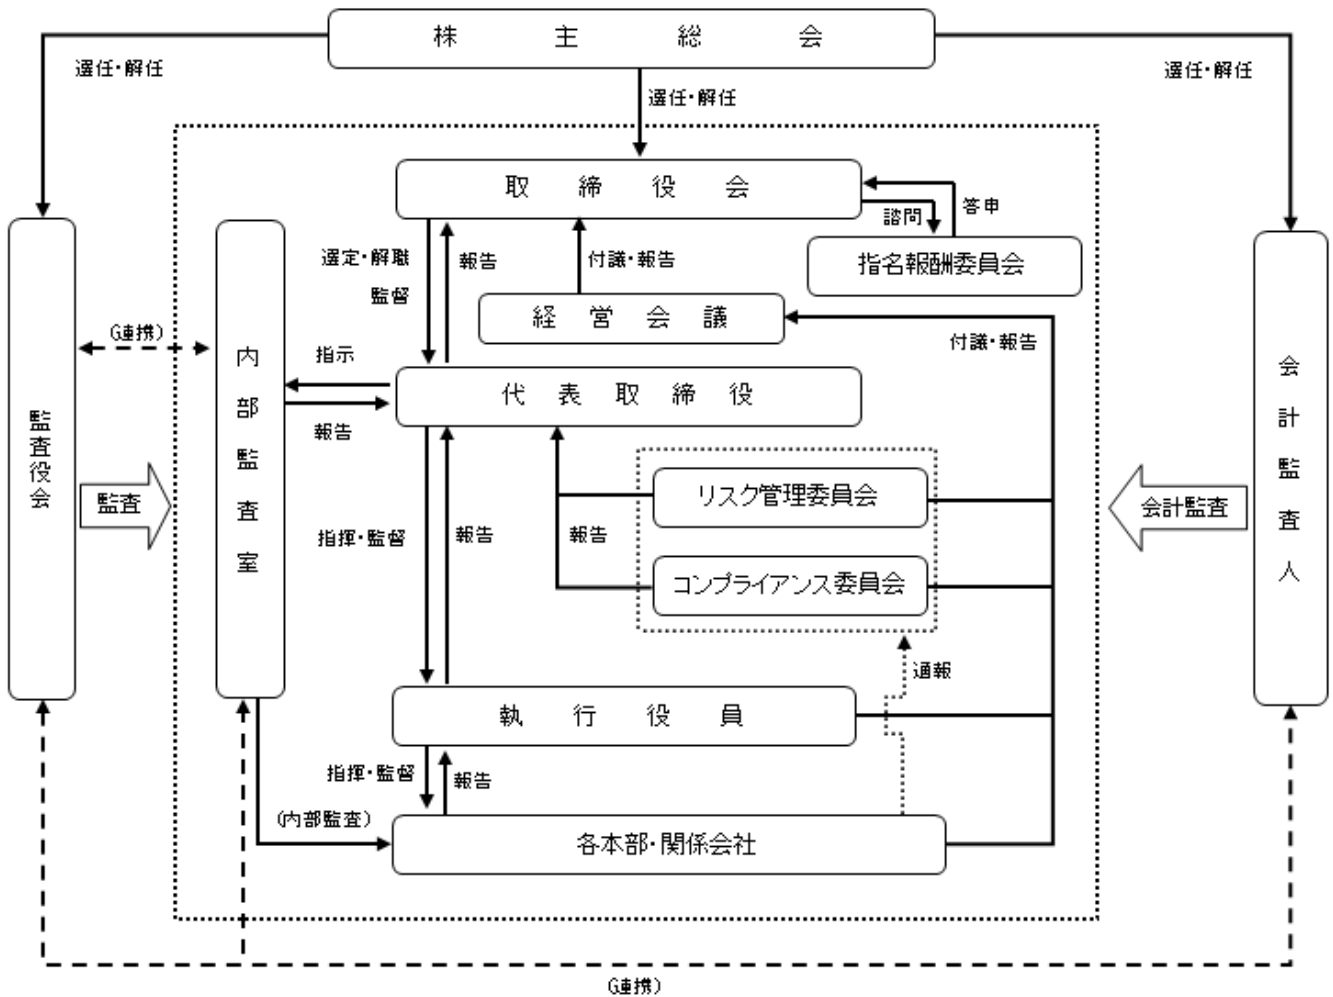 株主総会
選任・解任
選任・解任
選任・解任
取締役会
答申
諮問
指名報酬委員会
選定・解職
監督
報告
付議・報告
経営会議
付議・報告
(連携)
指示
報告
代表取締役
内部監査室
監査役会
監査
会計監査人
会計監査
リスク管理委員会
コンプライアンス委員会
指揮・監督
報告
報告
通報
執行役員
指揮・監督
報告
(内部監査)
各本部・関係会社
(連携)